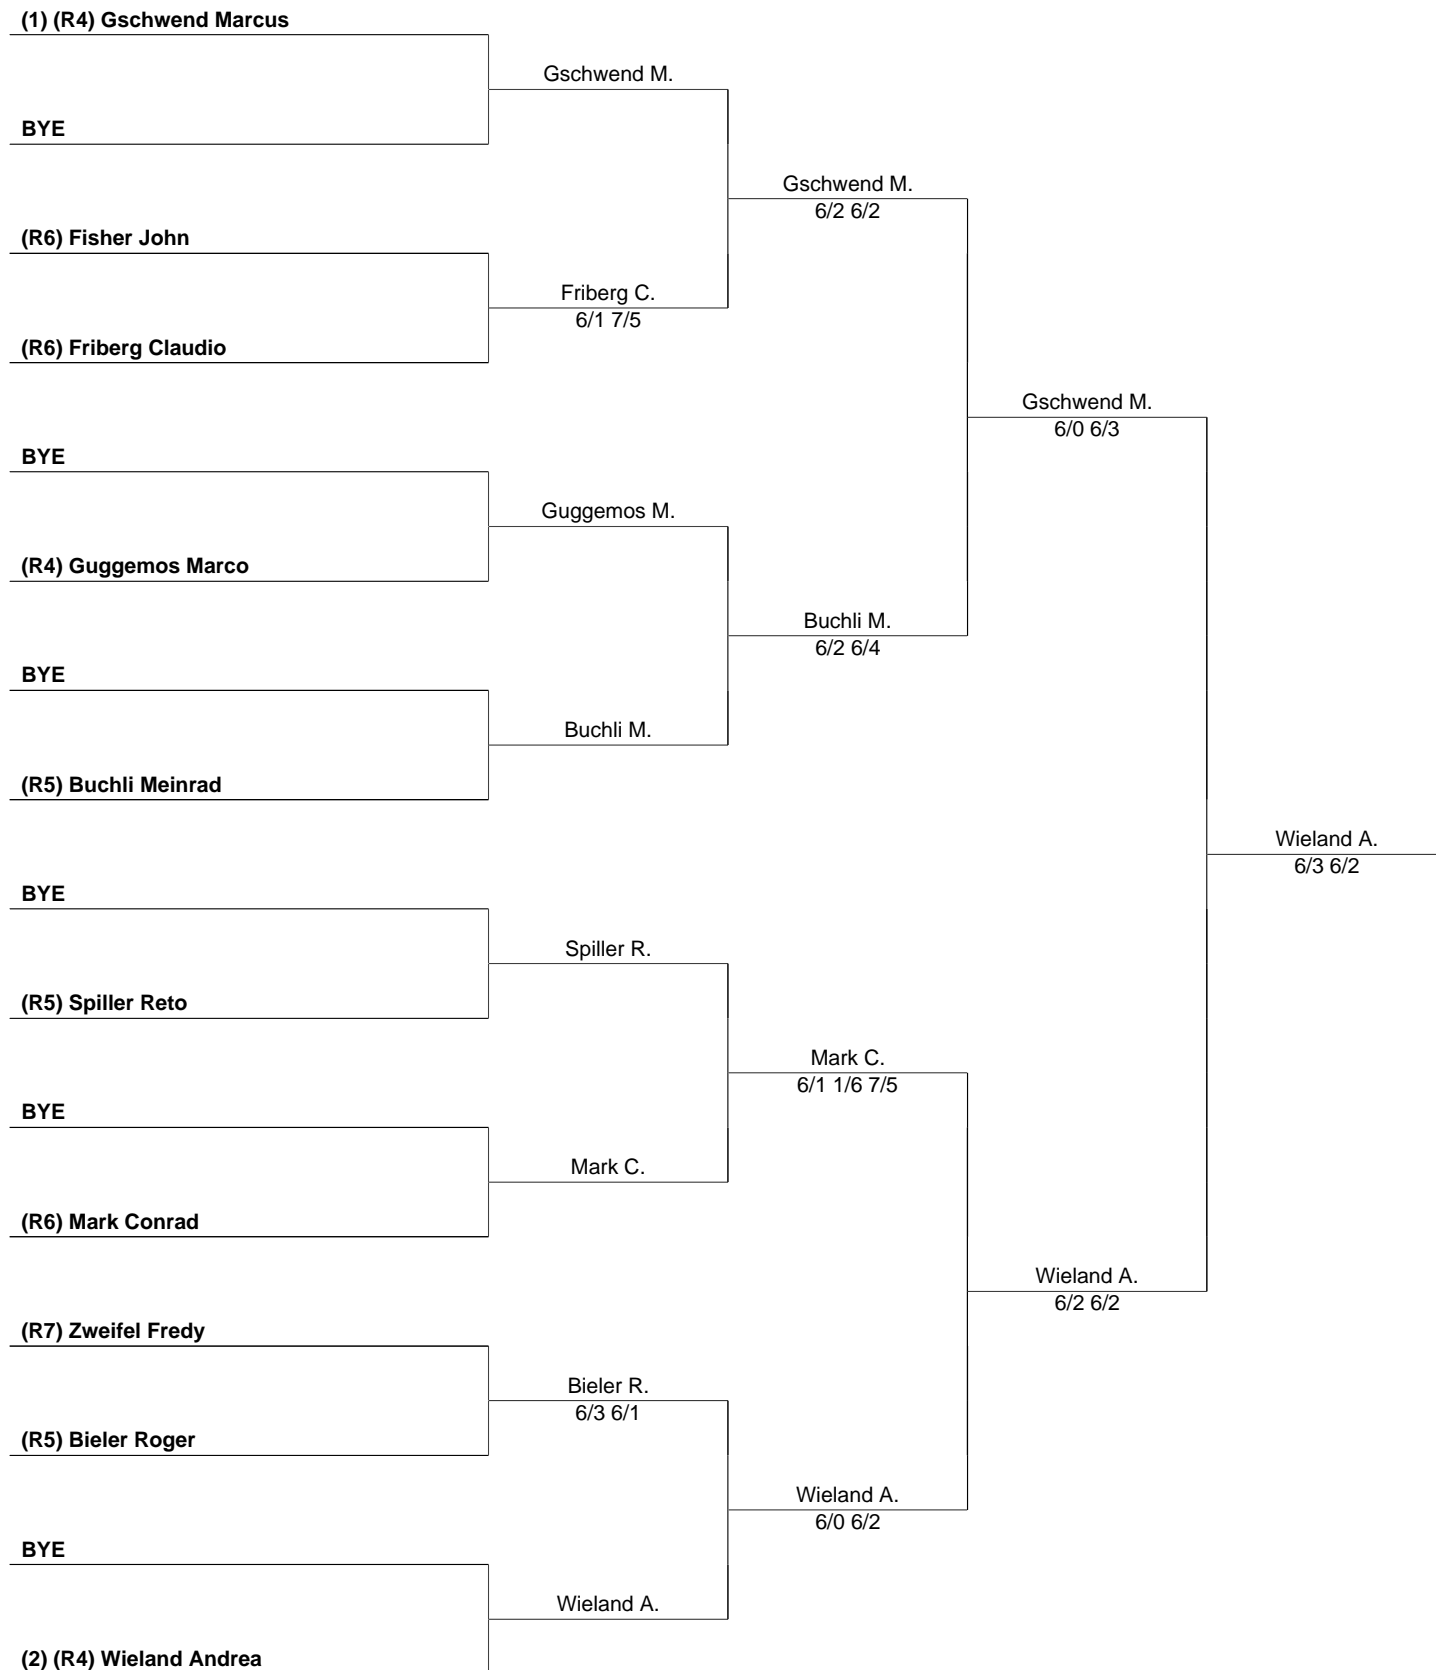 (1) (R4) Gschwend Marcus
Gschwend M.
BYE
Gschwend M.
6/2 6/2
(R6) Fisher John
Friberg C.
6/1 7/5
(R6) Friberg Claudio
Gschwend M.
6/0 6/3
BYE
Guggemos M.
(R4) Guggemos Marco
Buchli M.
6/2 6/4
BYE
Buchli M.
(R5) Buchli Meinrad
Wieland A.
6/3 6/2
BYE
Spiller R.
(R5) Spiller Reto
Mark C.
6/1 1/6 7/5
BYE
Mark C.
(R6) Mark Conrad
Wieland A.
6/2 6/2
(R7) Zweifel Fredy
Bieler R.
6/3 6/1
(R5) Bieler Roger
Wieland A.
6/0 6/2
BYE
Wieland A.
(2) (R4) Wieland Andrea